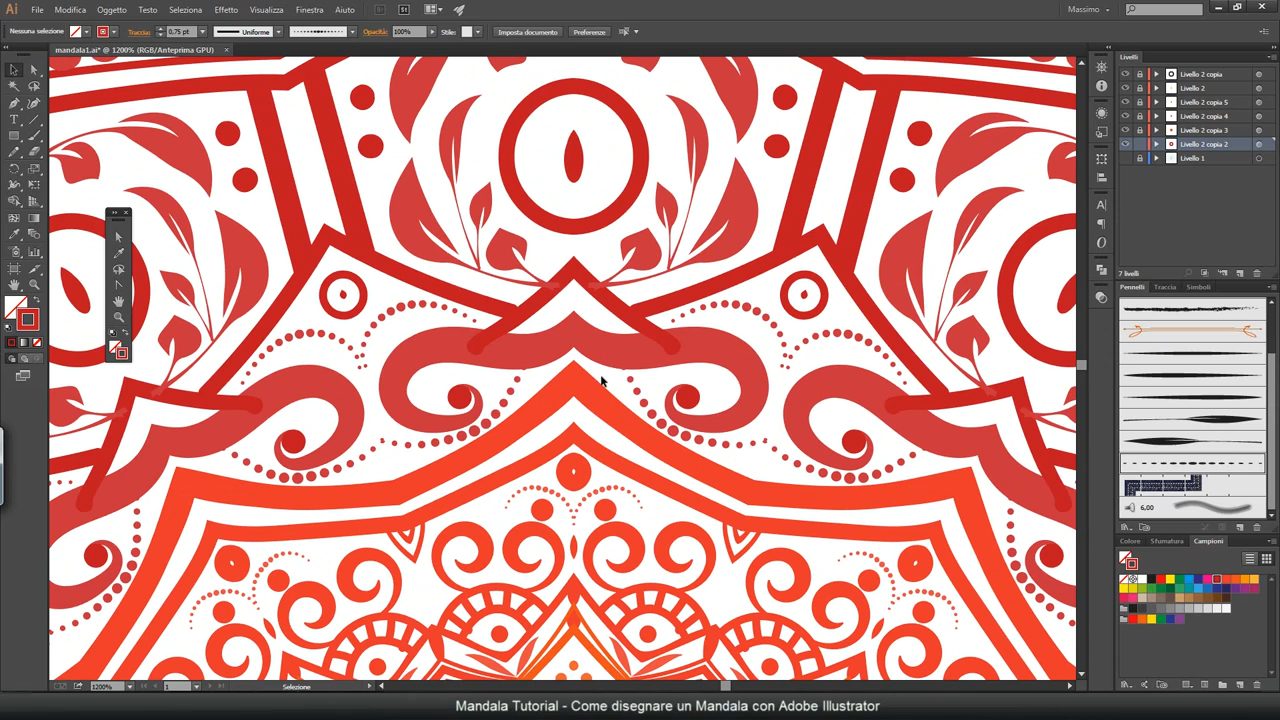 Ai File Modifica Oggetto Testo Seleziona Effetto Visualizza Finestra Aiuto Br St Massimo
Nessuna selezione Traccia: 0,75 pt Uniforme Opacità: 100% Stile: Imposta documento Preferenze
mandala1.ai* @ 1200% (RGB/Anteprima GPU) ×
Livelli
Livello 2 copia
Livello 2
Livello 2 copia 5
Livello 2 copia 4
Livello 2 copia 3
Livello 2 copia 2
Livello 1
7 livelli
Pennelli Traccia Simboli
6,00
Colore Sfumatura Campioni
1200% 1 Selezione
Mandala Tutorial - Come disegnare un Mandala con Adobe Illustrator